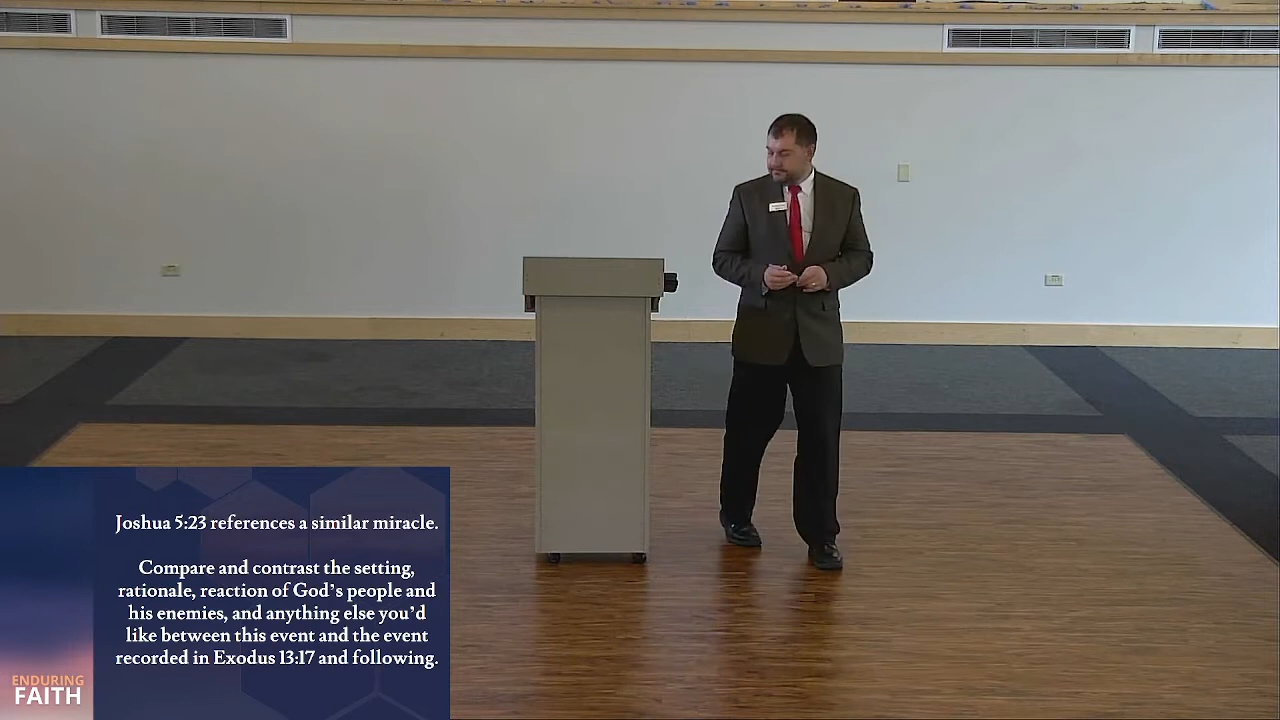 Joshua 5:23 references a similar miracle.
Compare and contrast the setting,
rationale, reaction of God's people and
his enemies, and anything else you'd
like between this event and the event
recorded in Exodus 13:17 and following.
ENDURING
FAITH